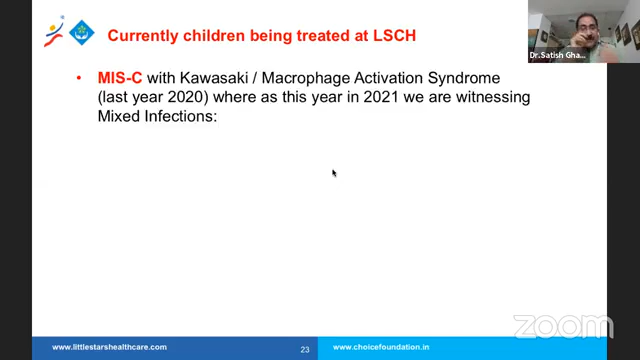 Currently children being treated at LSCH
Dr.Satish Gha...
• MIS-C with Kawasaki / Macrophage Activation Syndrome
(last year 2020) where as this year in 2021 we are witnessing
Mixed Infections:
zoom
www.littlestarshealthcare.com
23
www.choicefoundation.in